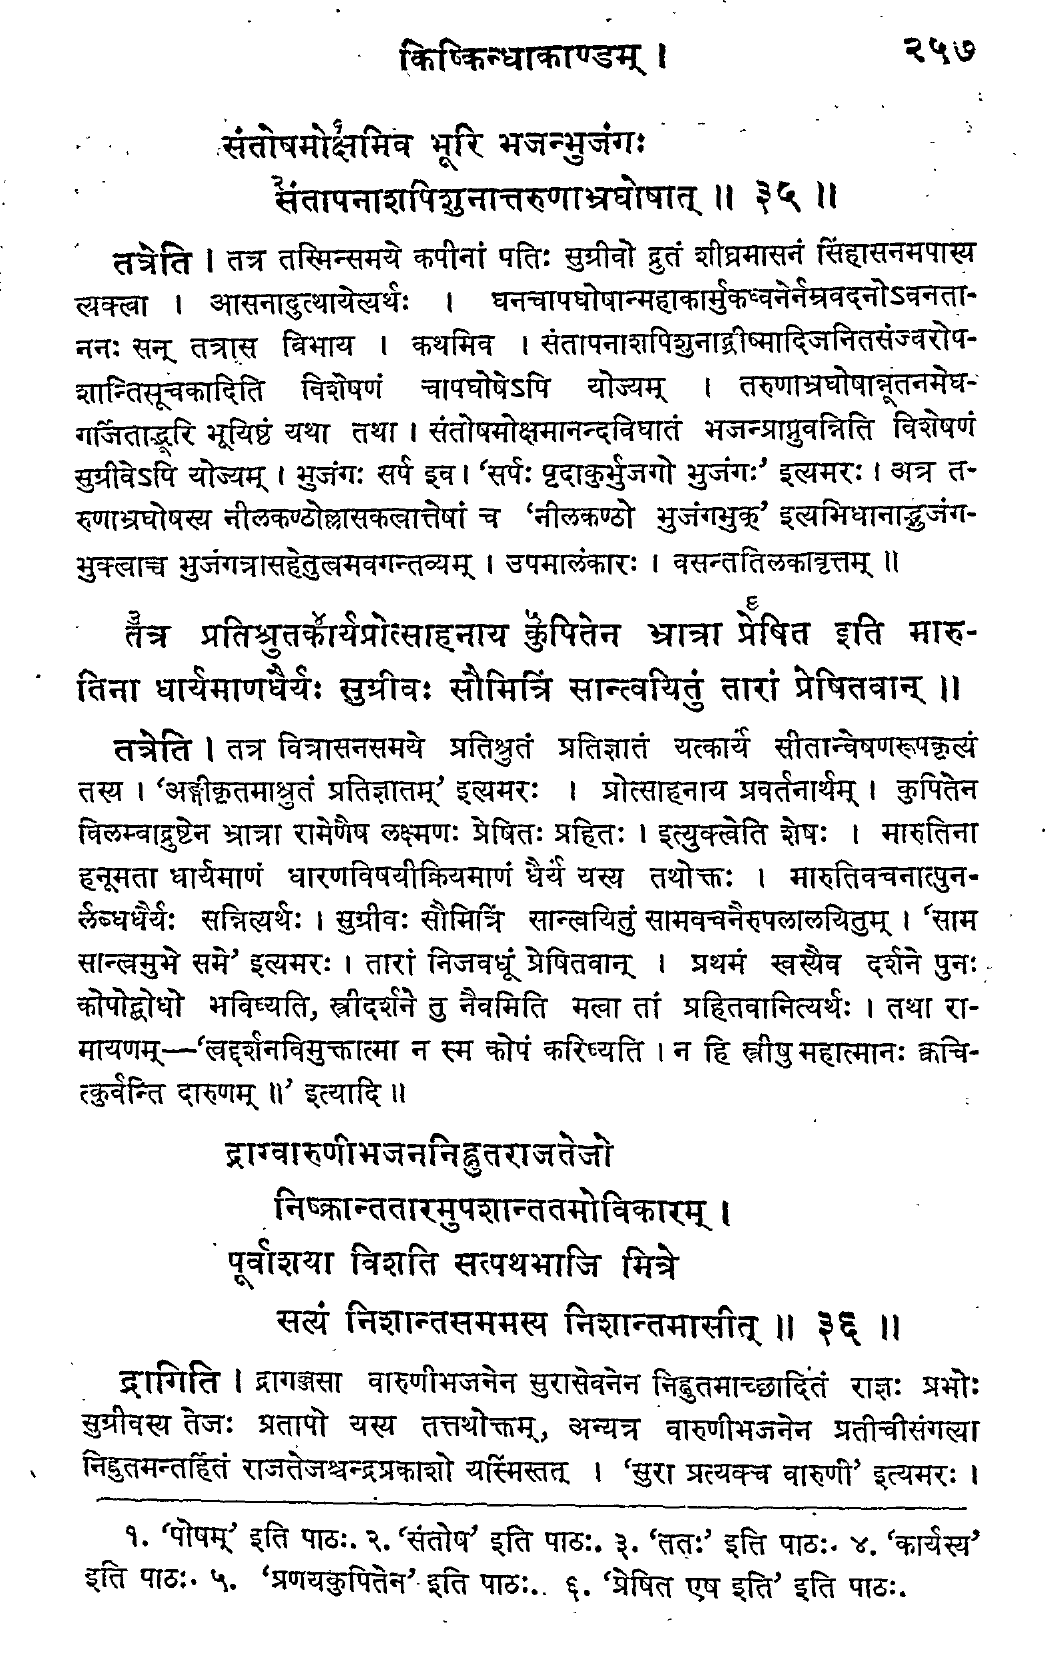 किष्किन्धाकाण्डम् ।
२५७
संतोषमोक्षमिव१ भूरि भजन्भुजंगः
२संतापनाशपिशुनात्तरुणाभ्रघोषात् ॥ ३५ ॥
तत्रेति । तत्र तस्मिन्समये कपीनां पतिः सुग्रीवो द्रुतं शीघ्रमासनं सिंहासनमपास्य
त्यक्त्वा । आसनादुत्थायेत्यर्थः । घनचापघोषान्महाकार्मुकध्वनेर्नम्रवदनोऽवनता-
ननः सन् तत्रास बिभाय । कथमिव । संतापनाशपिशुनाद्ग्रीष्मादिजनितसंज्वरोप-
शान्तिसूचकादिति विशेषणं चापघोषेऽपि योज्यम् । तरुणाभ्रघोषान्नूतनमेघ-
गर्जिताद्भूरि भूयिष्ठं यथा तथा । संतोषमोक्षमानन्दविघातं भजन्प्राप्नुवन्निति विशेषणं
सुग्रीवेऽपि योज्यम् । भुजंगः सर्प इव । ‘सर्पः पृदाकुर्भुजगो भुजंगः’ इत्यमरः । अत्र त-
रुणाभ्रघोषस्य नीलकण्ठोल्लासकत्वात्तेषां च ‘नीलकण्ठो भुजंगभुक्’ इत्यभिधानाद्भुजंग-
भुक्त्वाच्च भुजंगत्रासहेतुत्वमवगन्तव्यम् । उपमालंकारः । वसन्ततिलकावृत्तम् ॥
३तत्र प्रतिश्रुतका४र्यप्रोत्साहनाय कु५पितेन भ्रात्रा प्रेषित६ इति मारु-
तिना धार्यमाणधैर्यः सुग्रीवः सौमित्रिं सान्त्वयितुं तारां प्रेषितवान् ॥
तत्रेति । तत्र वित्रासनसमये प्रतिश्रुतं प्रतिज्ञातं यत्कार्यं सीतान्वेषणरूपकृत्यं
तस्य । ‘अङ्गीकृतमाश्रुतं प्रतिज्ञातम्’ इत्यमरः । प्रोत्साहनाय प्रवर्तनार्थम् । कुपितेन
विलम्बाद्रुष्टेन भ्रात्रा रामेणैष लक्ष्मणः प्रेषितः प्रहितः । इत्युक्त्वेति शेषः । मारुतिना
हनूमता धार्यमाणं धारणविषयीक्रियमाणं धैर्यं यस्य तथोक्तः । मारुतिवचनात्पुन-
र्लब्धधैर्यः सन्नित्यर्थः । सुग्रीवः सौमित्रिं सान्त्वयितुं सामवचनैरुपलालयितुम् । ‘साम
सान्त्वमुभे समे’ इत्यमरः । तारां निजवधूं प्रेषितवान् । प्रथमं स्वस्यैव दर्शने पुनः
कोपोद्बोधो भविष्यति, स्त्रीदर्शने तु नैवमिति मत्वा तां प्रहितवानित्यर्थः । तथा रा-
मायणम्—‘त्वद्दर्शनविमुक्तात्मा न स्म कोपं करिष्यति । न हि स्त्रीषु महात्मानः क्वचि-
त्कुर्वन्ति दारुणम् ॥’ इत्यादि ॥
द्राग्वारुणीभजननिह्नुतराजतेजो
निष्क्रान्ततारमुपशान्ततमोविकारम् ।
पूर्वाशया विशति सत्पथभाजि मित्रे
सत्यं निशान्तसममस्य निशान्तमासीत् ॥ ३६ ॥
द्रागिति । द्रागञ्जसा वारुणीभजनेन सुरासेवनेन निह्नुतमाच्छादितं राज्ञः प्रभोः
सुग्रीवस्य तेजः प्रतापो यस्य तत्तथोक्तम्, अन्यत्र वारुणीभजनेन प्रतीचीसंगत्या
निह्नुतमन्तर्हितं राजतेजश्चन्द्रप्रकाशो यस्मिंस्तत् । ‘सुरा प्रत्यक्च वारुणी’ इत्यमरः ।
१. ‘पोषम्’ इति पाठः. २. ‘संतोष’ इति पाठः. ३. ‘ततः’ इति पाठः. ४. ‘कार्यस्य’
इति पाठः. ५. ‘प्रणयकुपितेन’ इति पाठः. ६. ‘प्रेषित एष इति’ इति पाठः.